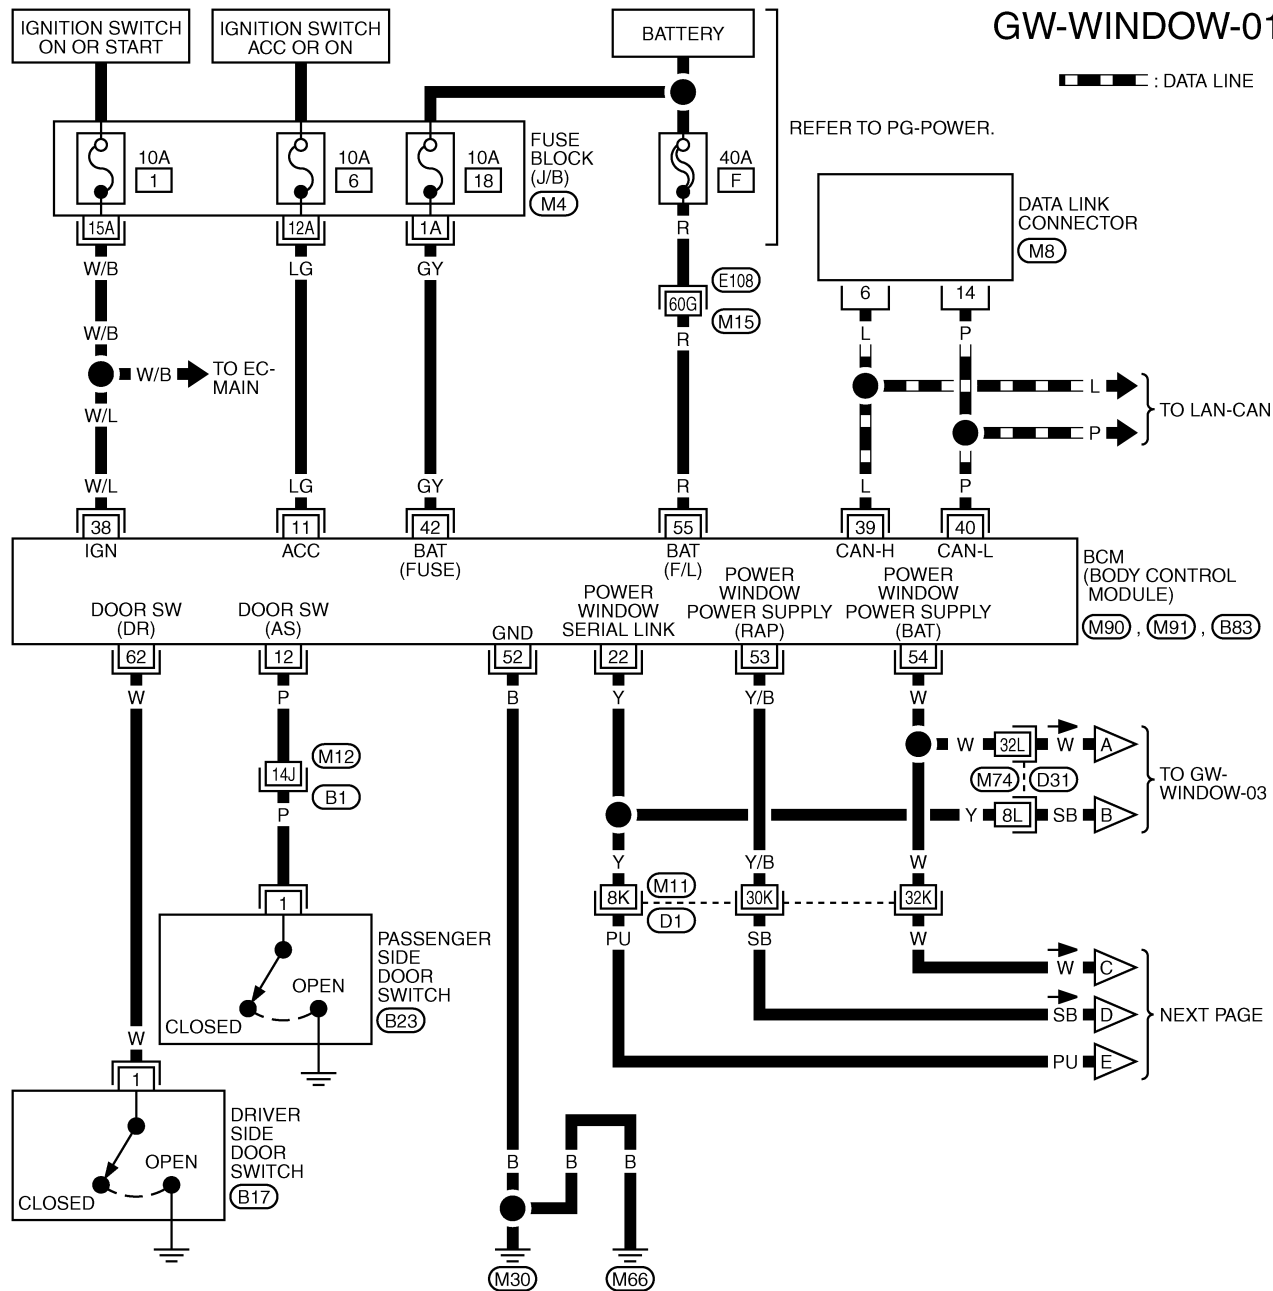 GW-WINDOW-01
IGNITION SWITCH
ON OR START
IGNITION SWITCH
ACC OR ON
BATTERY
: DATA LINE
REFER TO PG-POWER.
10A
1
10A
6
10A
18
FUSE
BLOCK
(J/B)
M4
40A
F
DATA LINK
CONNECTOR
M8
15A
12A
1A
R
W/B
LG
GY
E108
60G
M15
R
6
14
L
P
W/B
W/B
TO EC-
MAIN
W/L
L
P
TO LAN-CAN
W/L
LG
GY
R
L
P
38
11
42
55
39
40
IGN
ACC
BAT
(FUSE)
BAT
(F/L)
CAN-H
CAN-L
BCM
(BODY CONTROL
MODULE)
M90 , M91 , B83
DOOR SW
(DR)
DOOR SW
(AS)
GND
POWER
WINDOW
SERIAL LINK
POWER
WINDOW
POWER SUPPLY
(RAP)
POWER
WINDOW
POWER SUPPLY
(BAT)
62
12
52
22
53
54
W
P
B
Y
Y/B
W
M12
14J
B1
P
W
32L
W
A
M74
D31
Y
8L
SB
B
TO GW-
WINDOW-03
Y
Y/B
W
8K
M11
D1
30K
32K
PU
SB
W
W
C
SB
D
PU
E
NEXT PAGE
1
PASSENGER
SIDE
DOOR
SWITCH
B23
OPEN
CLOSED
W
1
DRIVER
SIDE
DOOR
SWITCH
B17
OPEN
CLOSED
B
B
B
M30
M66